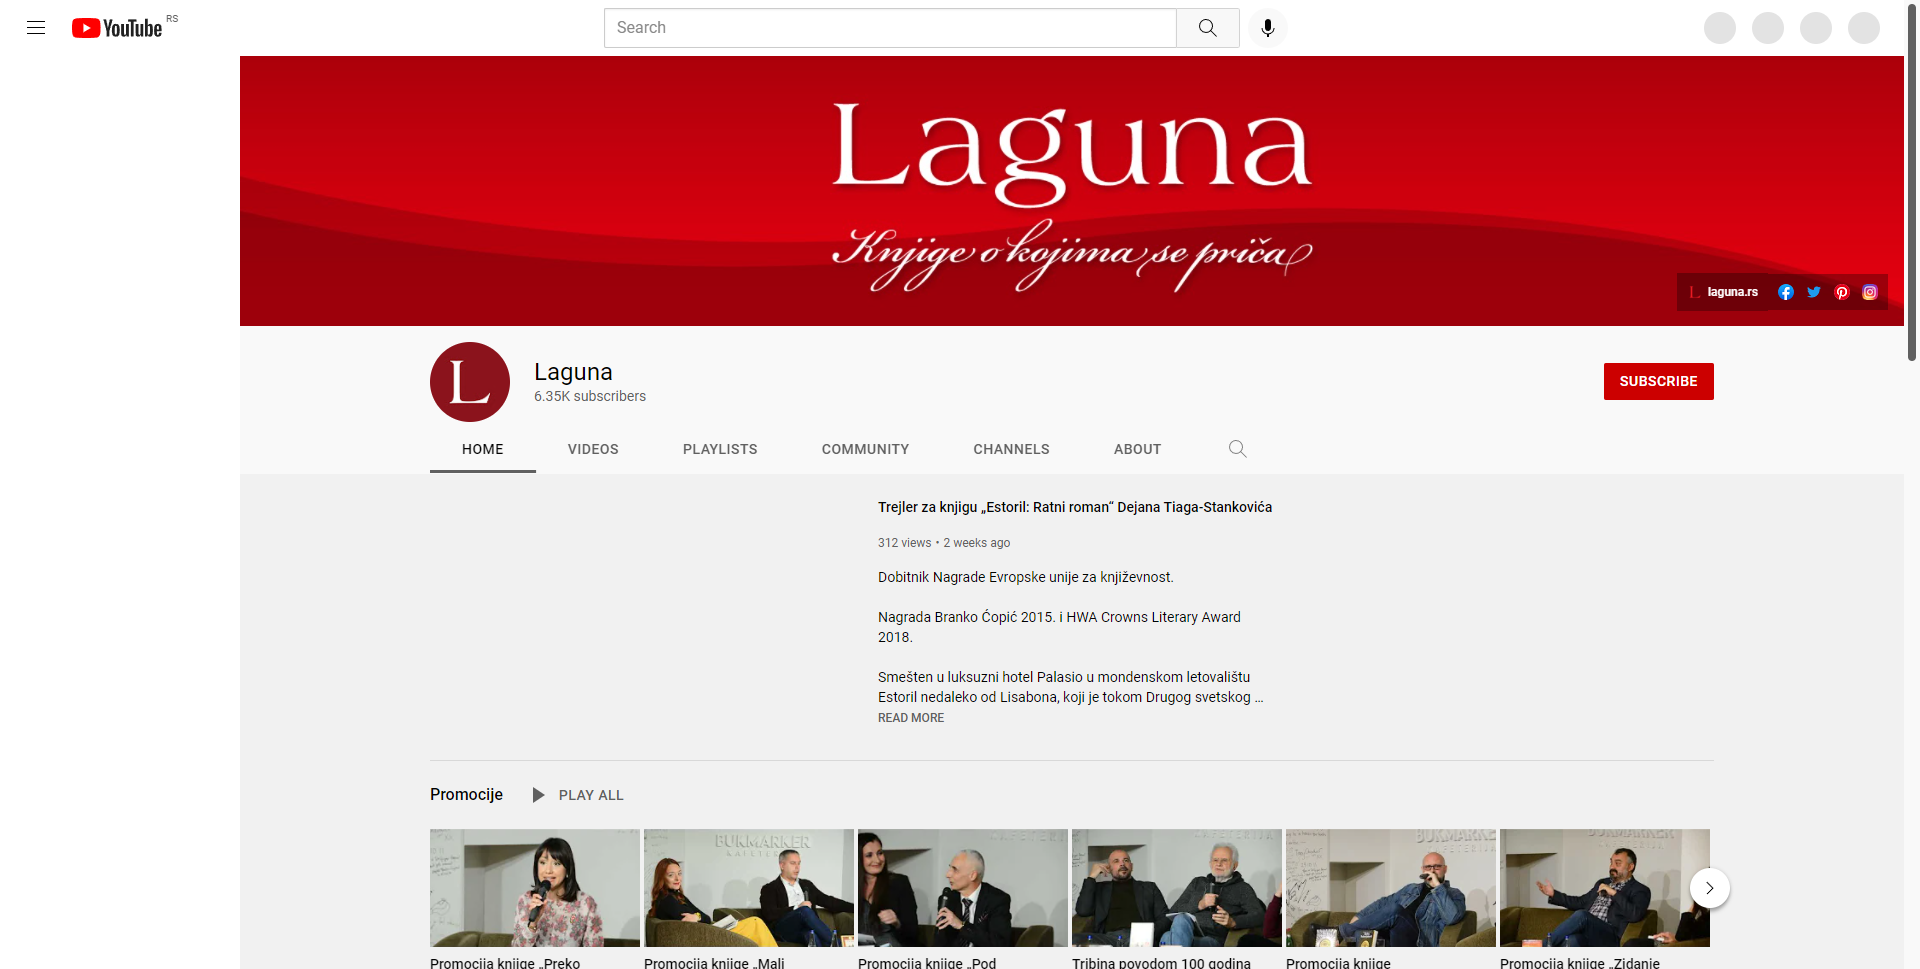 YouTube RS
Search
Laguna
Knjige o kojima se priča
L laguna.rs
L
Laguna
6.35K subscribers
SUBSCRIBE
HOME VIDEOS PLAYLISTS COMMUNITY CHANNELS ABOUT
Trejler za knjigu „Estoril: Ratni roman“ Dejana Tiaga-Stankovića
312 views • 2 weeks ago
Dobitnik Nagrade Evropske unije za književnost.
Nagrada Branko Ćopić 2015. i HWA Crowns Literary Award
2018.
Smešten u luksuzni hotel Palasio u mondenskom letovalištu
Estoril nedaleko od Lisabona, koji je tokom Drugog svetskog ...
READ MORE
Promocije PLAY ALL
BUKMARKER
Promocija knjige „Preko
Promocija knjige „Mali
Promocija knjige „Pod
Tribina povodom 100 godina
Promocija knjige
Promocija knjige „Zidanje